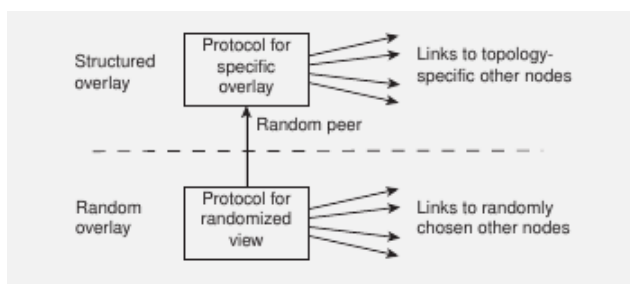 Structured
overlay
Protocol for
specific
overlay
Links to topology-
specific other nodes
Random peer
Random
overlay
Protocol for
randomized
view
Links to randomly
chosen other nodes